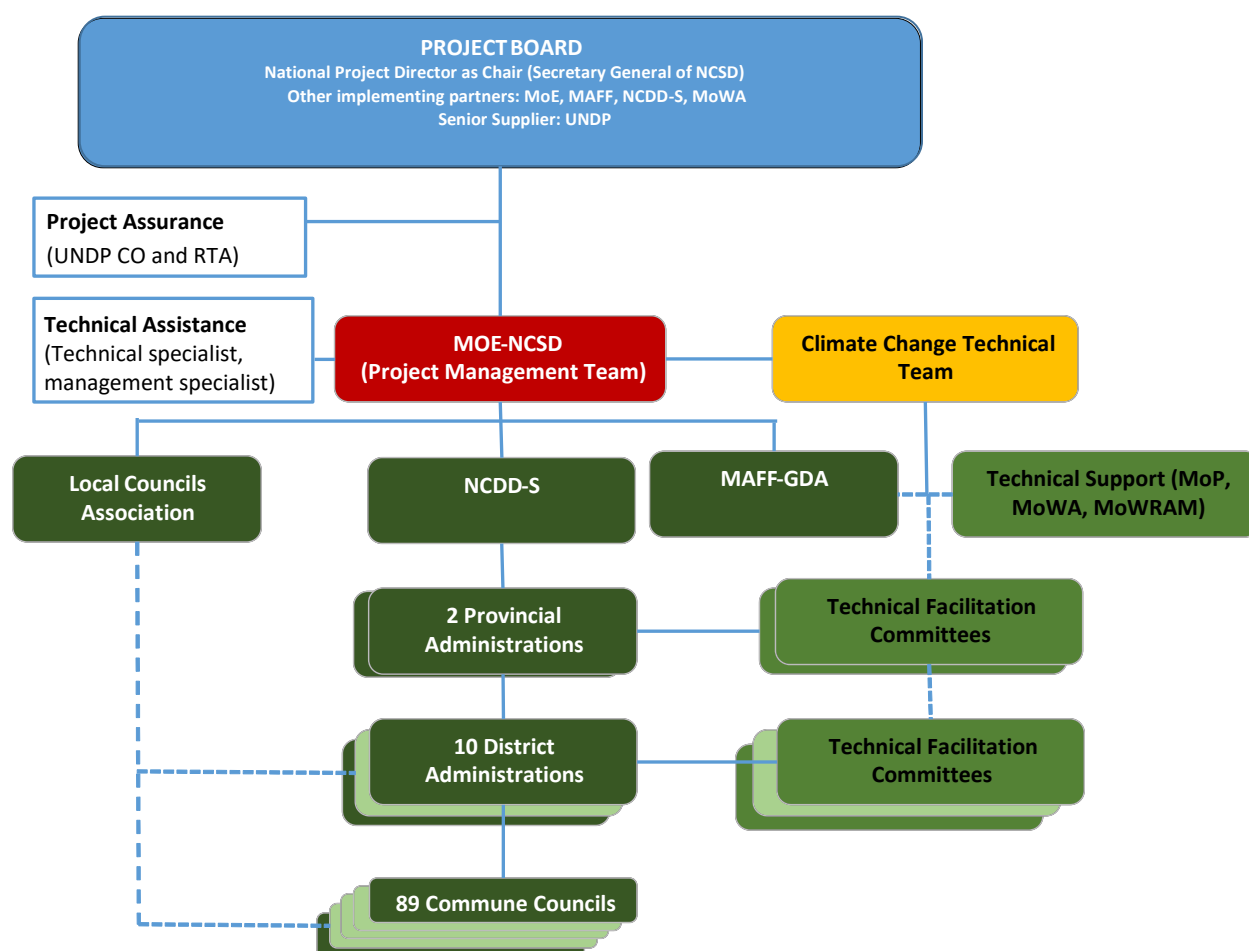 PROJECT BOARD
National Project Director as Chair (Secretary General of NCSD)
Other implementing partners: MoE, MAFF, NCDD-S, MoWA
Senior Supplier: UNDP
Project Assurance
(UNDP CO and RTA)
Technical Assistance
(Technical specialist,
management specialist)
MOE-NCSD
(Project Management Team)
Climate Change Technical
Team
Local Councils
Association
NCDD-S
MAFF-GDA
Technical Support (MoP,
MoWA, MoWRAM)
2 Provincial
Administrations
Technical Facilitation
Committees
10 District
Administrations
Technical Facilitation
Committees
89 Commune Councils